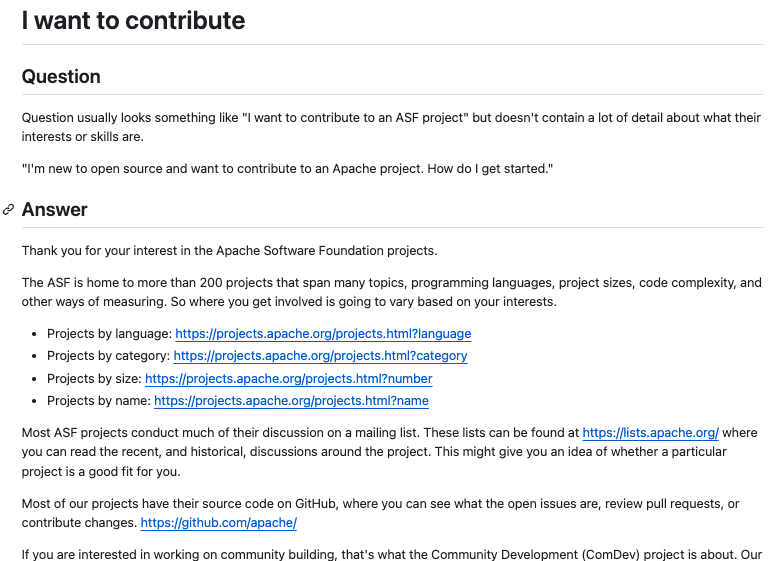 I want to contribute
Question
Question usually looks something like "I want to contribute to an ASF project" but doesn't contain a lot of detail about what their
interests or skills are.
"I'm new to open source and want to contribute to an Apache project. How do I get started."
Answer
Thank you for your interest in the Apache Software Foundation projects.
The ASF is home to more than 200 projects that span many topics, programming languages, project sizes, code complexity, and
other ways of measuring. So where you get involved is going to vary based on your interests.
• Projects by language: https://projects.apache.org/projects.html?language
• Projects by category: https://projects.apache.org/projects.html?category
• Projects by size: https://projects.apache.org/projects.html?number
• Projects by name: https://projects.apache.org/projects.html?name
Most ASF projects conduct much of their discussion on a mailing list. These lists can be found at https://lists.apache.org/ where
you can read the recent, and historical, discussions around the project. This might give you an idea of whether a particular
project is a good fit for you.
Most of our projects have their source code on GitHub, where you can see what the open issues are, review pull requests, or
contribute changes. https://github.com/apache/
If you are interested in working on community building, that's what the Community Development (ComDev) project is about. Our